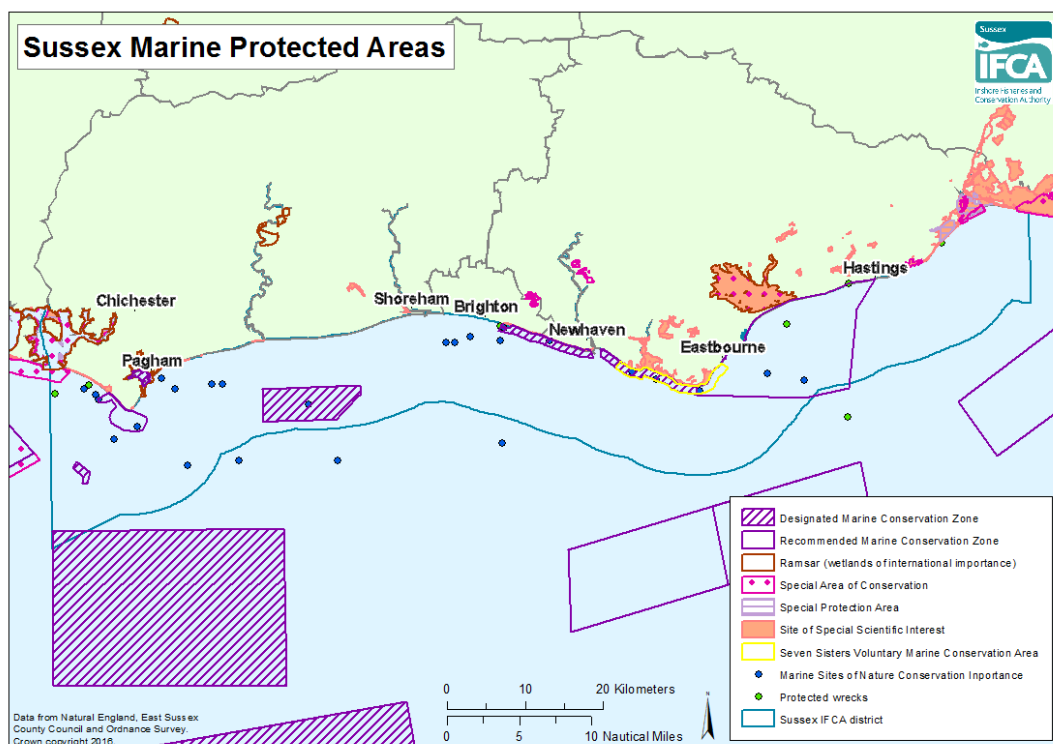 Sussex Marine Protected Areas
Sussex
IFCA
Inshore Fisheries and
Conservation Authority
Hastings
Chichester
Shoreham
Brighton
Newhaven
Pagham
Eastbourne
Designated Marine Conservation Zone
Recommended Marine Conservation Zone
Ramsar (wetlands of international importance)
Special Area of Conservation
Special Protection Area
Site of Special Scientific Interest
Seven Sisters Voluntary Marine Conservation Area
Marine Sites of Nature Conservation Inportance
Protected wrecks
Sussex IFCA district
0 10 20 Kilometers
0 5 10 Nautical Miles
N
Data from Natural England, East Sussex
County Council and Ordnance Survey.
Crown copyright 2016.